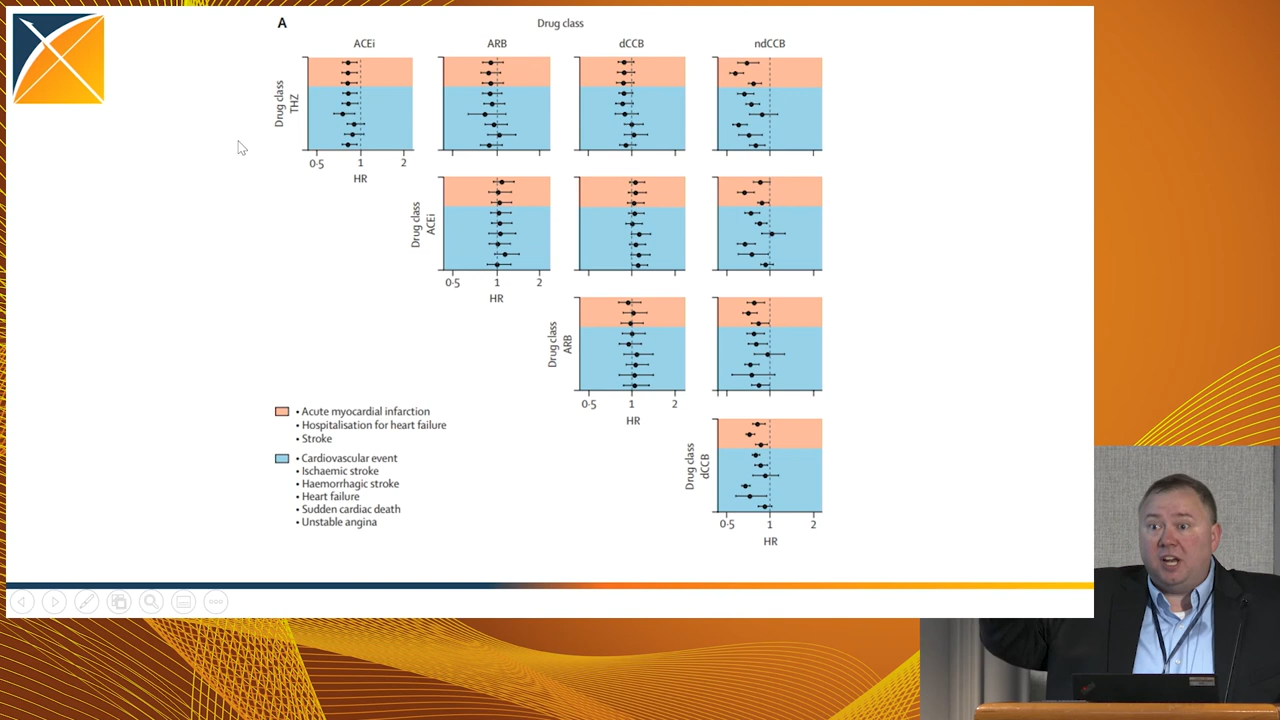 A
Drug class
ACEi
ARB
dCCB
ndCCB
Drug class
THZ
0·5
1
2
HR
Drug class
ACEi
0·5
1
2
HR
Drug class
ARB
0·5
1
2
HR
Drug class
dCCB
0·5
1
2
HR
• Acute myocardial infarction
• Hospitalisation for heart failure
• Stroke
• Cardiovascular event
• Ischaemic stroke
• Haemorrhagic stroke
• Heart failure
• Sudden cardiac death
• Unstable angina